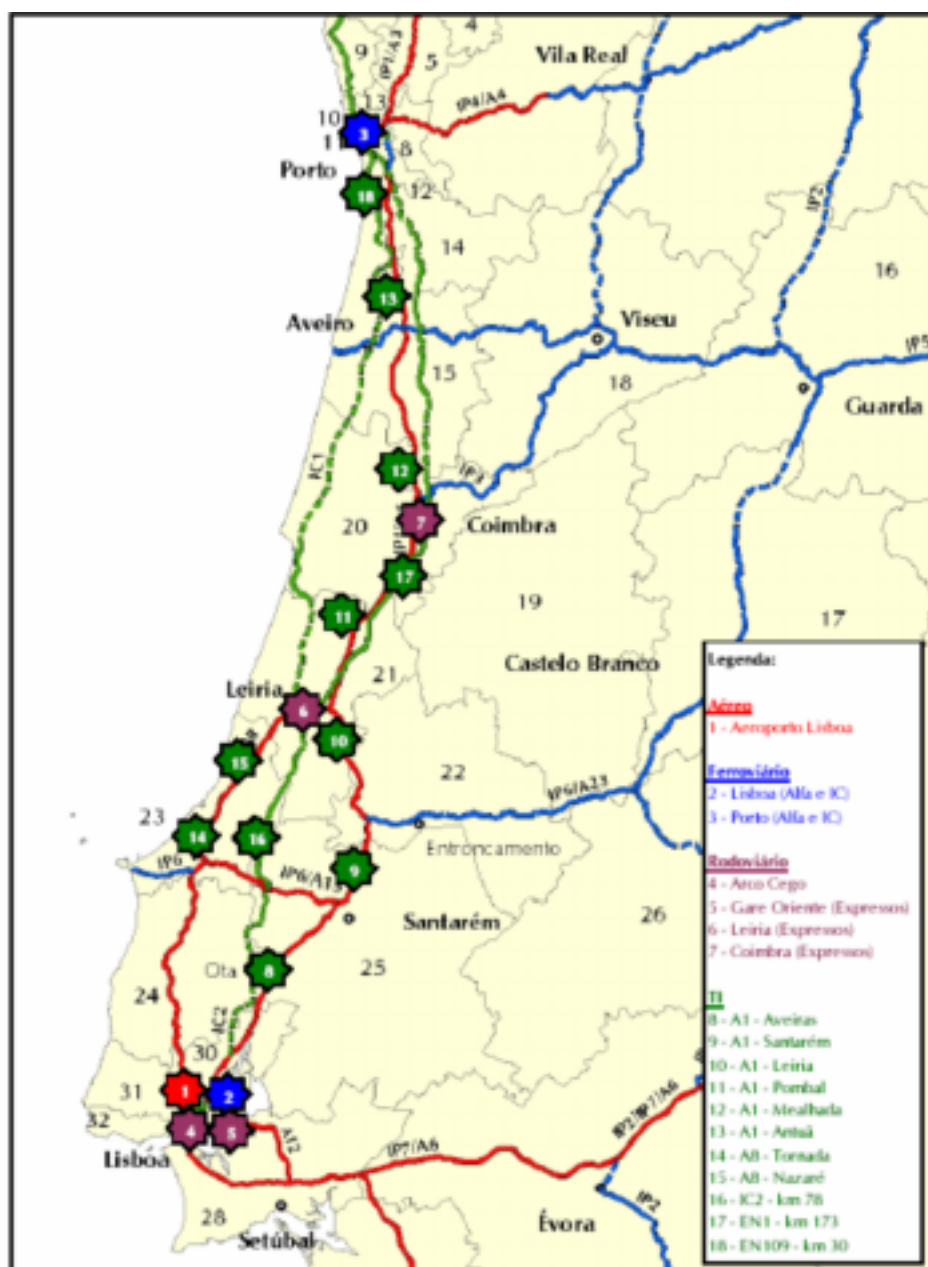 4
9
5
Vila Real
IP1/A3
13
IP4/A4
10
1
3
8
Porto
18
12
IP2
14
16
13
Aveiro
Viseu
IP5
15
18
Guarda
IC1
12
IP3
20
7
Coimbra
17
19
11
17
21
Castelo Branco
Leiria
6
10
15
22
IP6/A23
23
14
16
Entroncamento
IP6
IP6/A15
9
Santarém
26
Ota
8
25
24
IC2
30
31
1
2
32
4
5
A12
Lisboa
IP7/A6
IP2/IP7/A6
28
Setúbal
Évora
IP2
Legenda:
Aéreo
1 - Aeroporto Lisboa
Ferroviário
2 - Lisboa (Alfa e IC)
3 - Porto (Alfa e IC)
Rodoviário
4 - Arco Cego
5 - Gare Oriente (Expressos)
6 - Leiria (Expressos)
7 - Coimbra (Expressos)
TI
8 - A1 - Aveiras
9 - A1 - Santarém
10 - A1 - Leiria
11 - A1 - Pombal
12 - A1 - Mealhada
13 - A1 - Antuã
14 - A8 - Tornada
15 - A8 - Nazaré
16 - IC2 - km 78
17 - EN1 - km 173
18 - EN109 - km 30